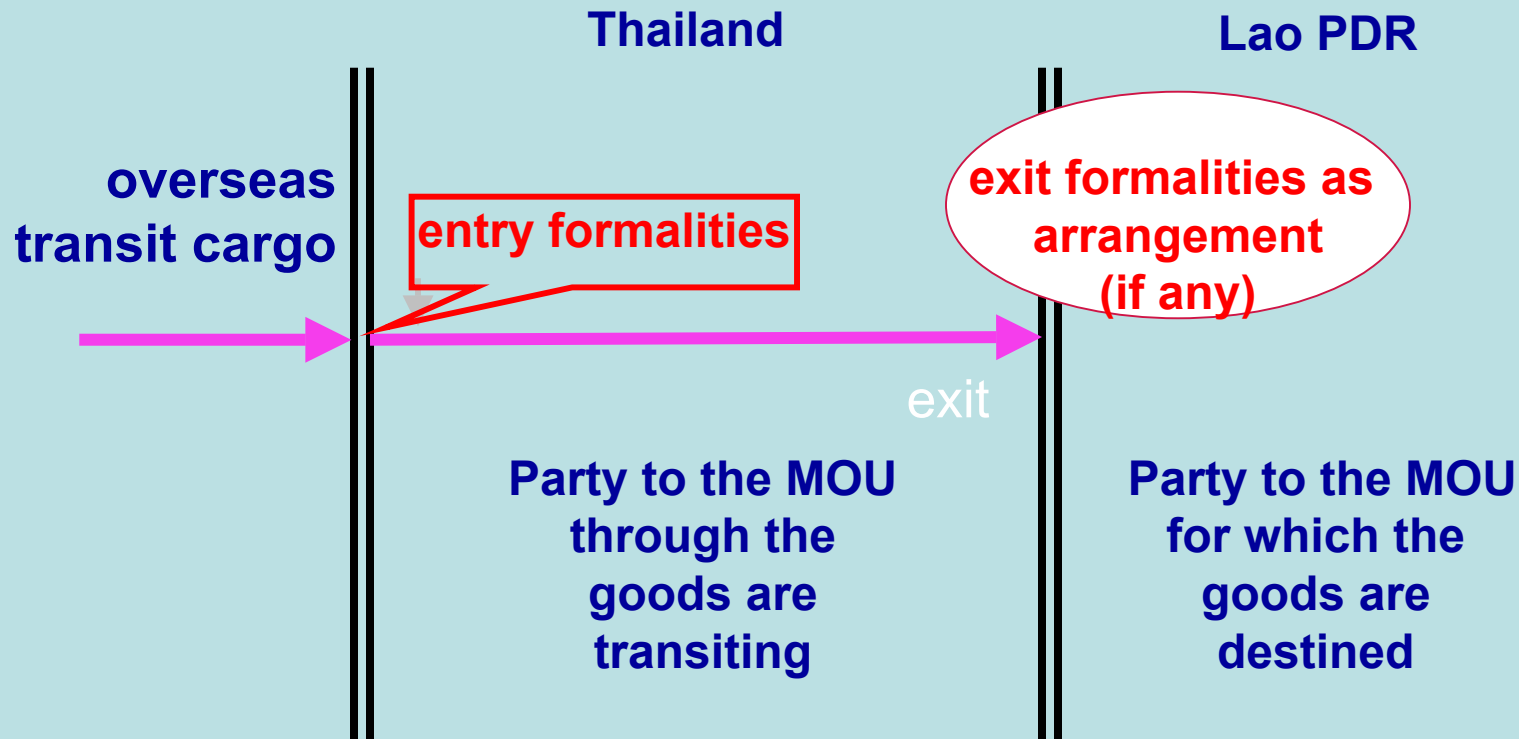 Thailand
Lao PDR
overseas
transit cargo
entry formalities
exit formalities as
arrangement
(if any)
exit
Party to the MOU
through the
goods are
transiting
Party to the MOU
for which the
goods are
destined